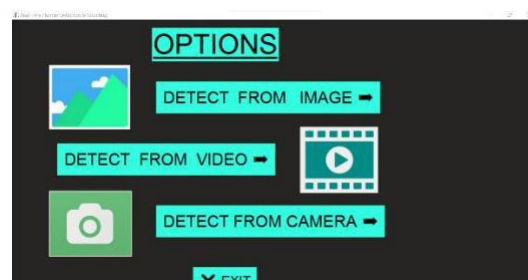 OPTIONS
DETECT FROM IMAGE ➡
DETECT FROM VIDEO ➡
DETECT FROM CAMERA ➡
❌ EXIT